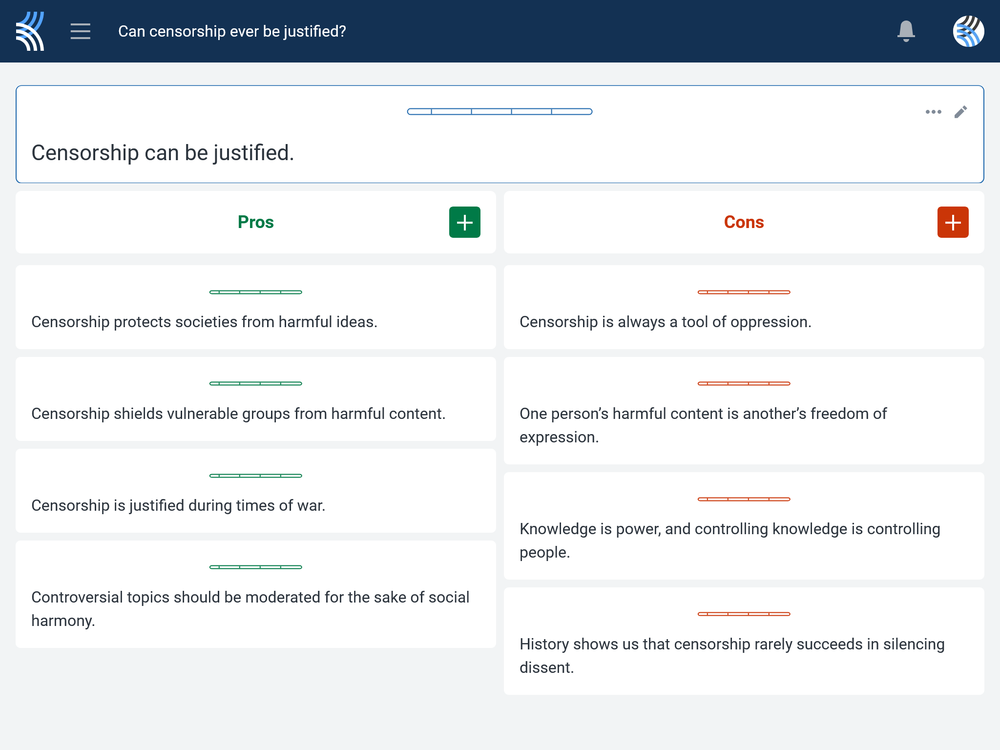 Can censorship ever be justified?
Censorship can be justified.
Pros
Cons
Censorship protects societies from harmful ideas.
Censorship shields vulnerable groups from harmful content.
Censorship is justified during times of war.
Controversial topics should be moderated for the sake of social
harmony.
Censorship is always a tool of oppression.
One person’s harmful content is another’s freedom of
expression.
Knowledge is power, and controlling knowledge is controlling
people.
History shows us that censorship rarely succeeds in silencing
dissent.